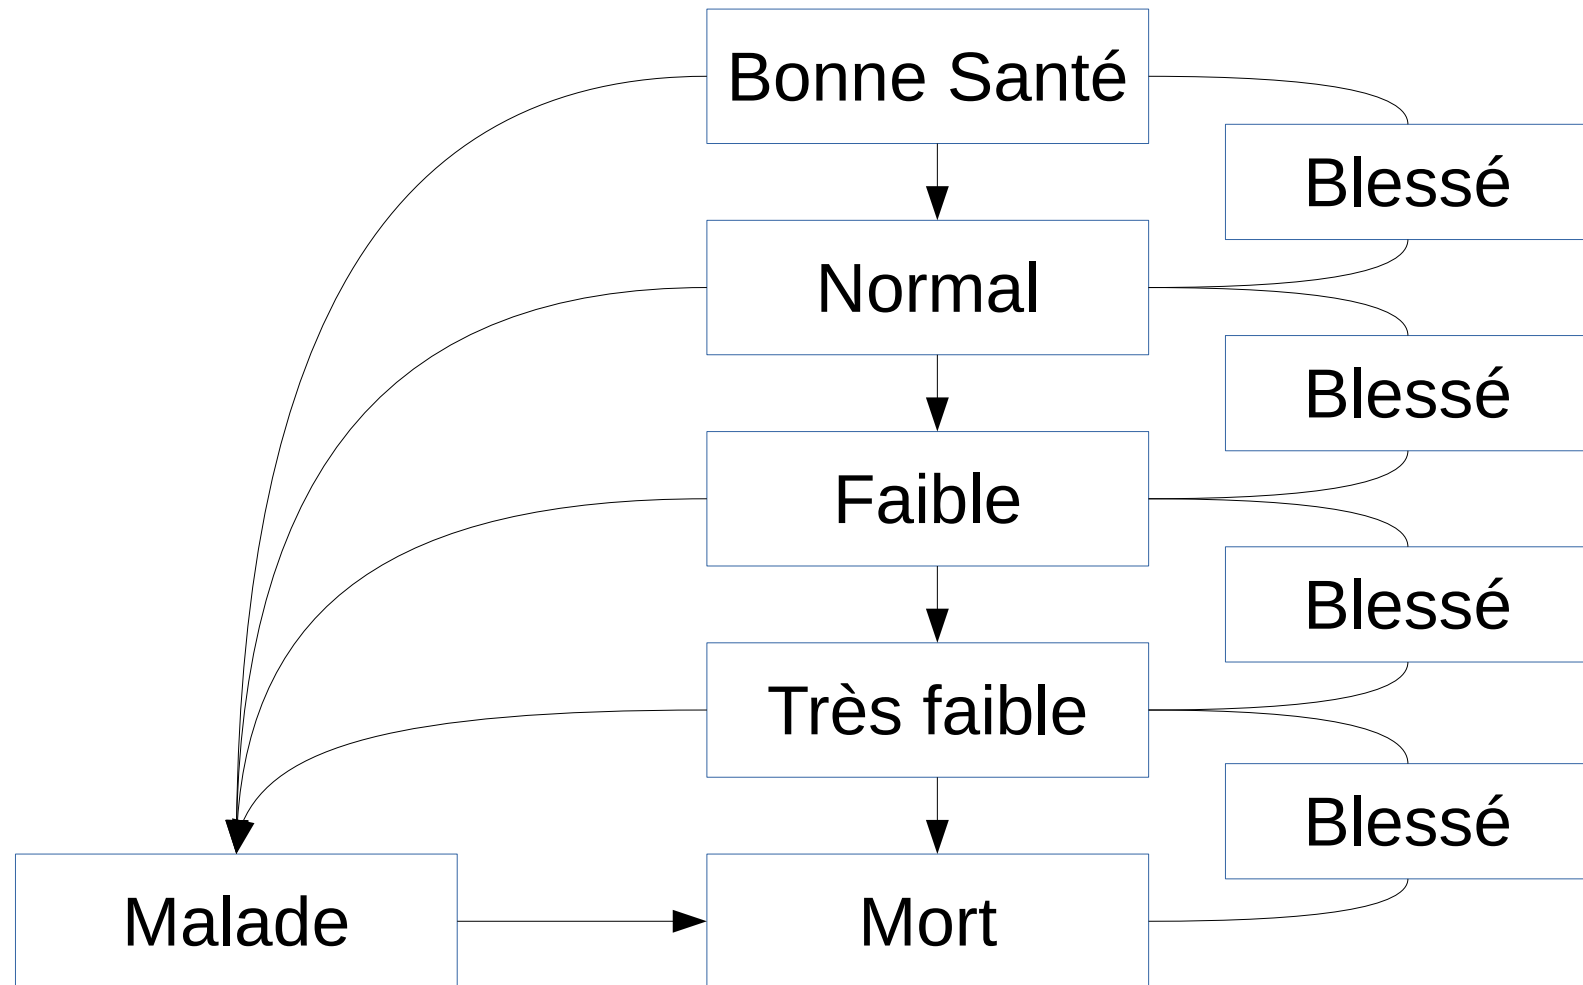 Bonne Santé
Blessé
Normal
Blessé
Faible
Blessé
Très faible
Blessé
Malade
Mort